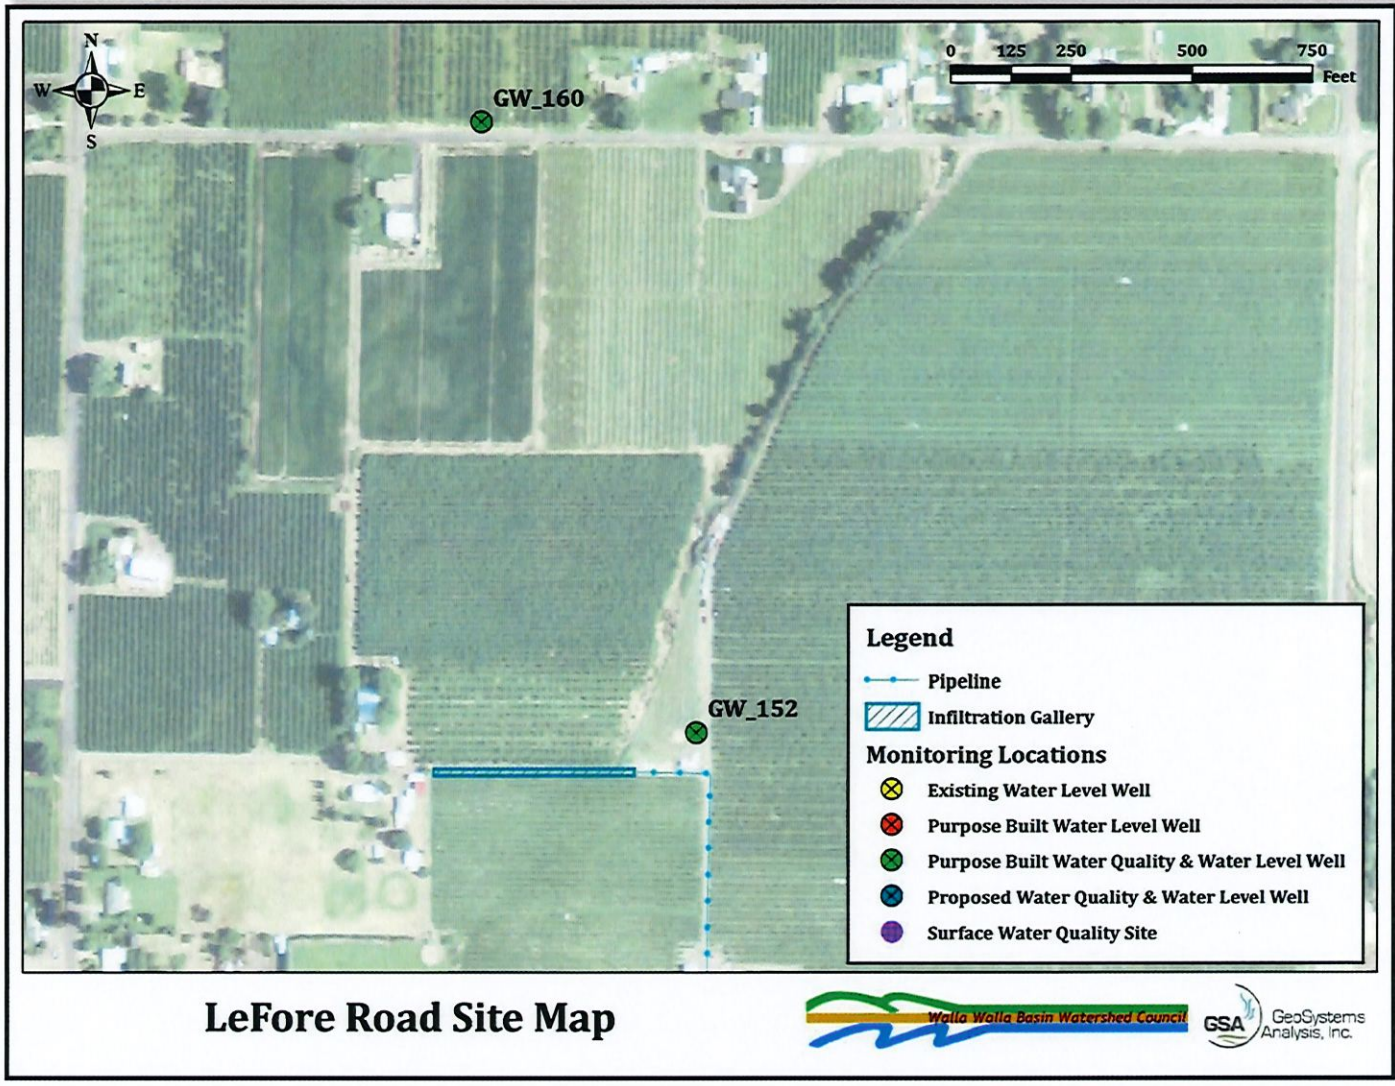 N
W E
S
GW_160
0 125 250 500 750
Feet
GW_152
Legend
Pipeline
Infiltration Gallery
Monitoring Locations
Existing Water Level Well
Purpose Built Water Level Well
Purpose Built Water Quality & Water Level Well
Proposed Water Quality & Water Level Well
Surface Water Quality Site
LeFore Road Site Map
Walla Walla Basin Watershed Council
GSA
GeoSystems
Analysis, Inc.